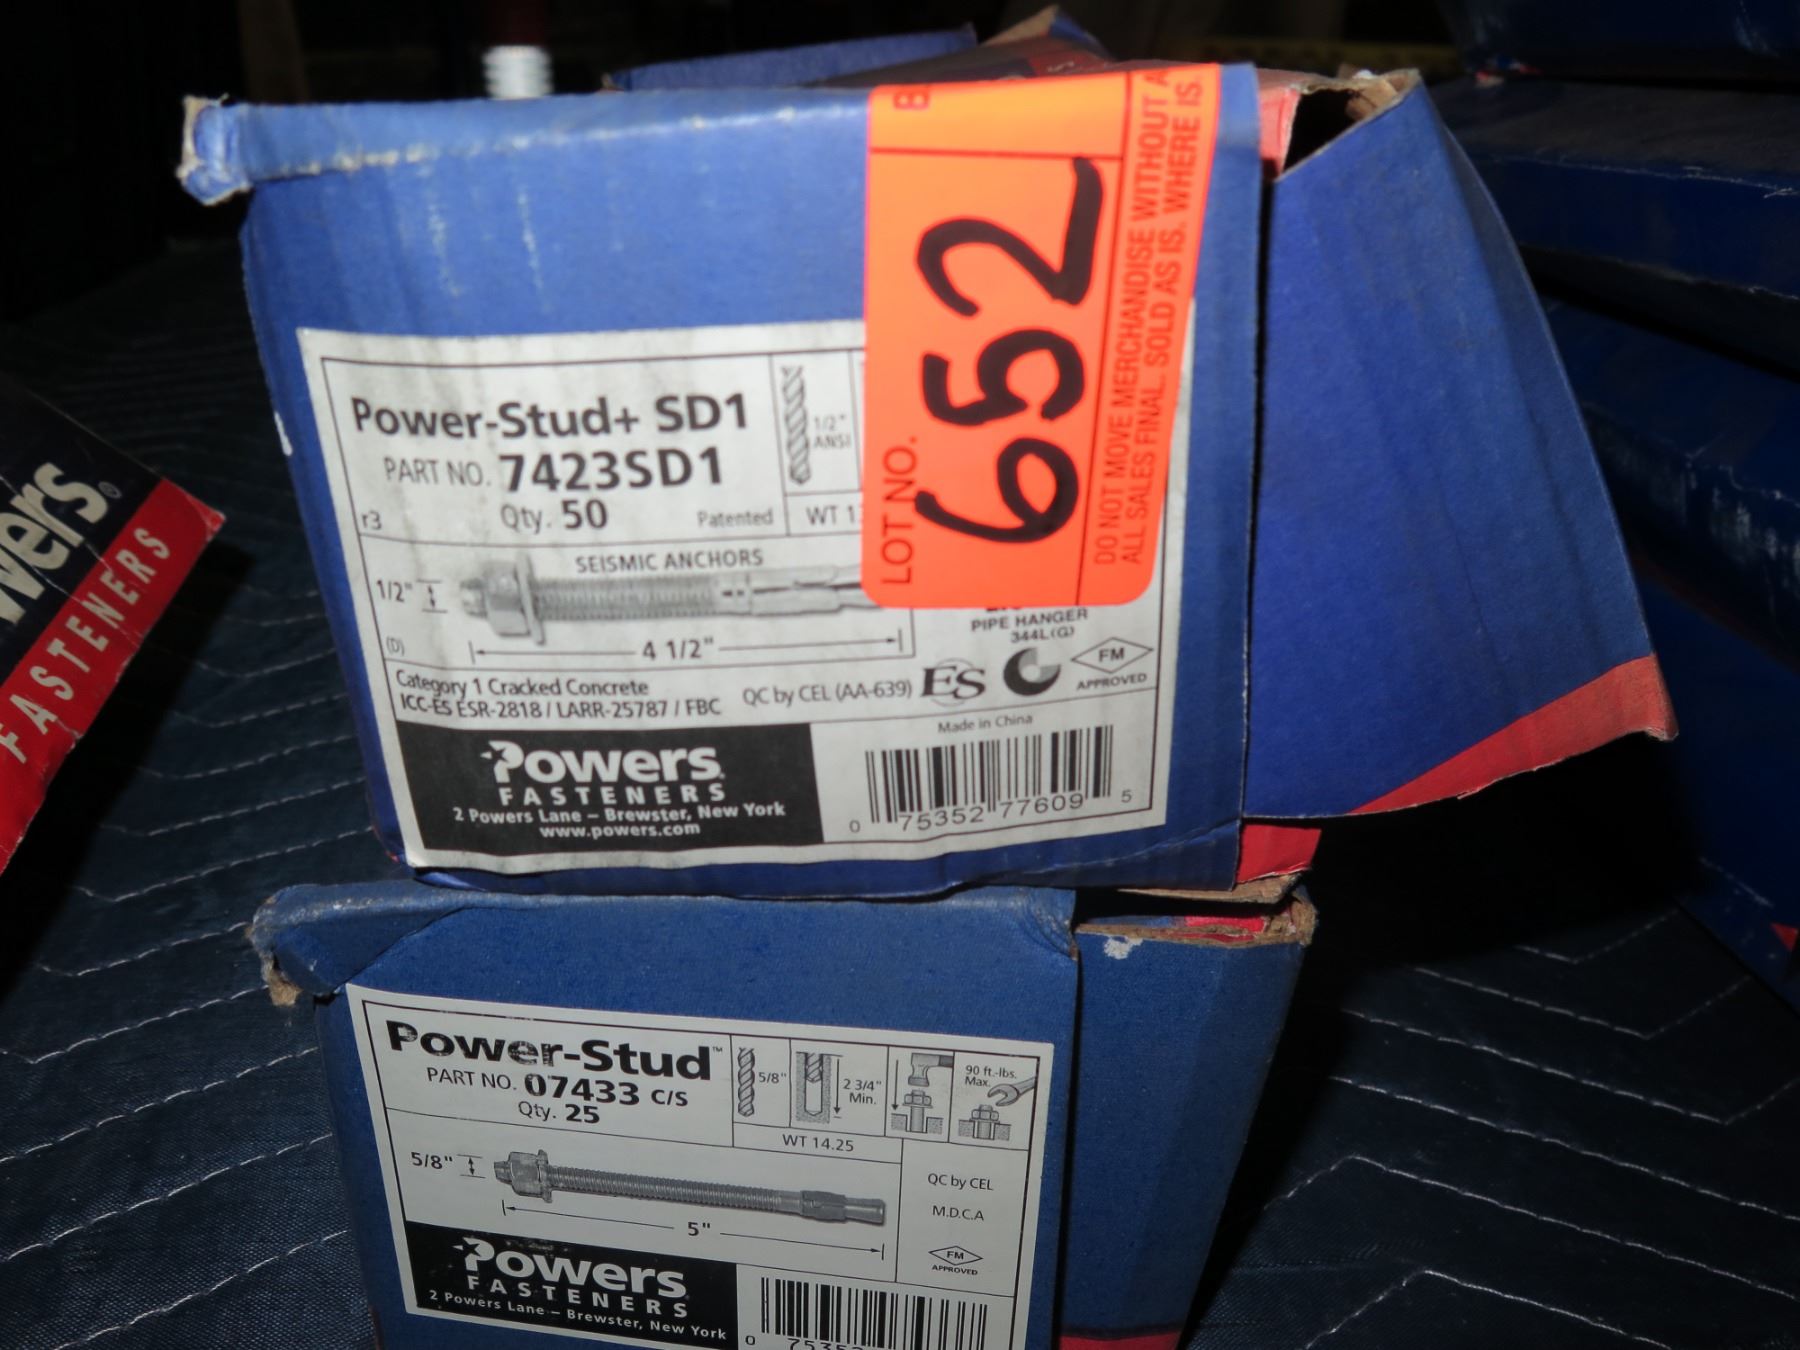 Power-Stud+ SD1
PART NO. 7423SD1
Qty. 50
r3
Patented
1/2"
ANSI
WT
SEISMIC ANCHORS
1/2"
(D)
4 1/2"
PIPE HANGER
344L(G)
Category 1 Cracked Concrete
ICC-ES ESR-2818 / LARR-25787 / FBC
QC by CEL (AA-639)
ES
FM
APPROVED
Made in China
Powers
FASTENERS
2 Powers Lane – Brewster, New York
www.powers.com
0 75352 77609 5
LOT NO.
652
DO NOT MOVE MERCHANDISE WITHOUT
ALL SALES FINAL. SOLD AS IS. WHERE IS.
wers®
FASTENERS
Power-Stud™
PART NO. 07433 C/S
Qty. 25
5/8"
2 3/4"
Min.
90 ft.-lbs.
Max.
WT 14.25
5/8"
5"
QC by CEL
M.D.C.A
FM
APPROVED
Powers
FASTENERS
2 Powers Lane – Brewster, New York
0 75352